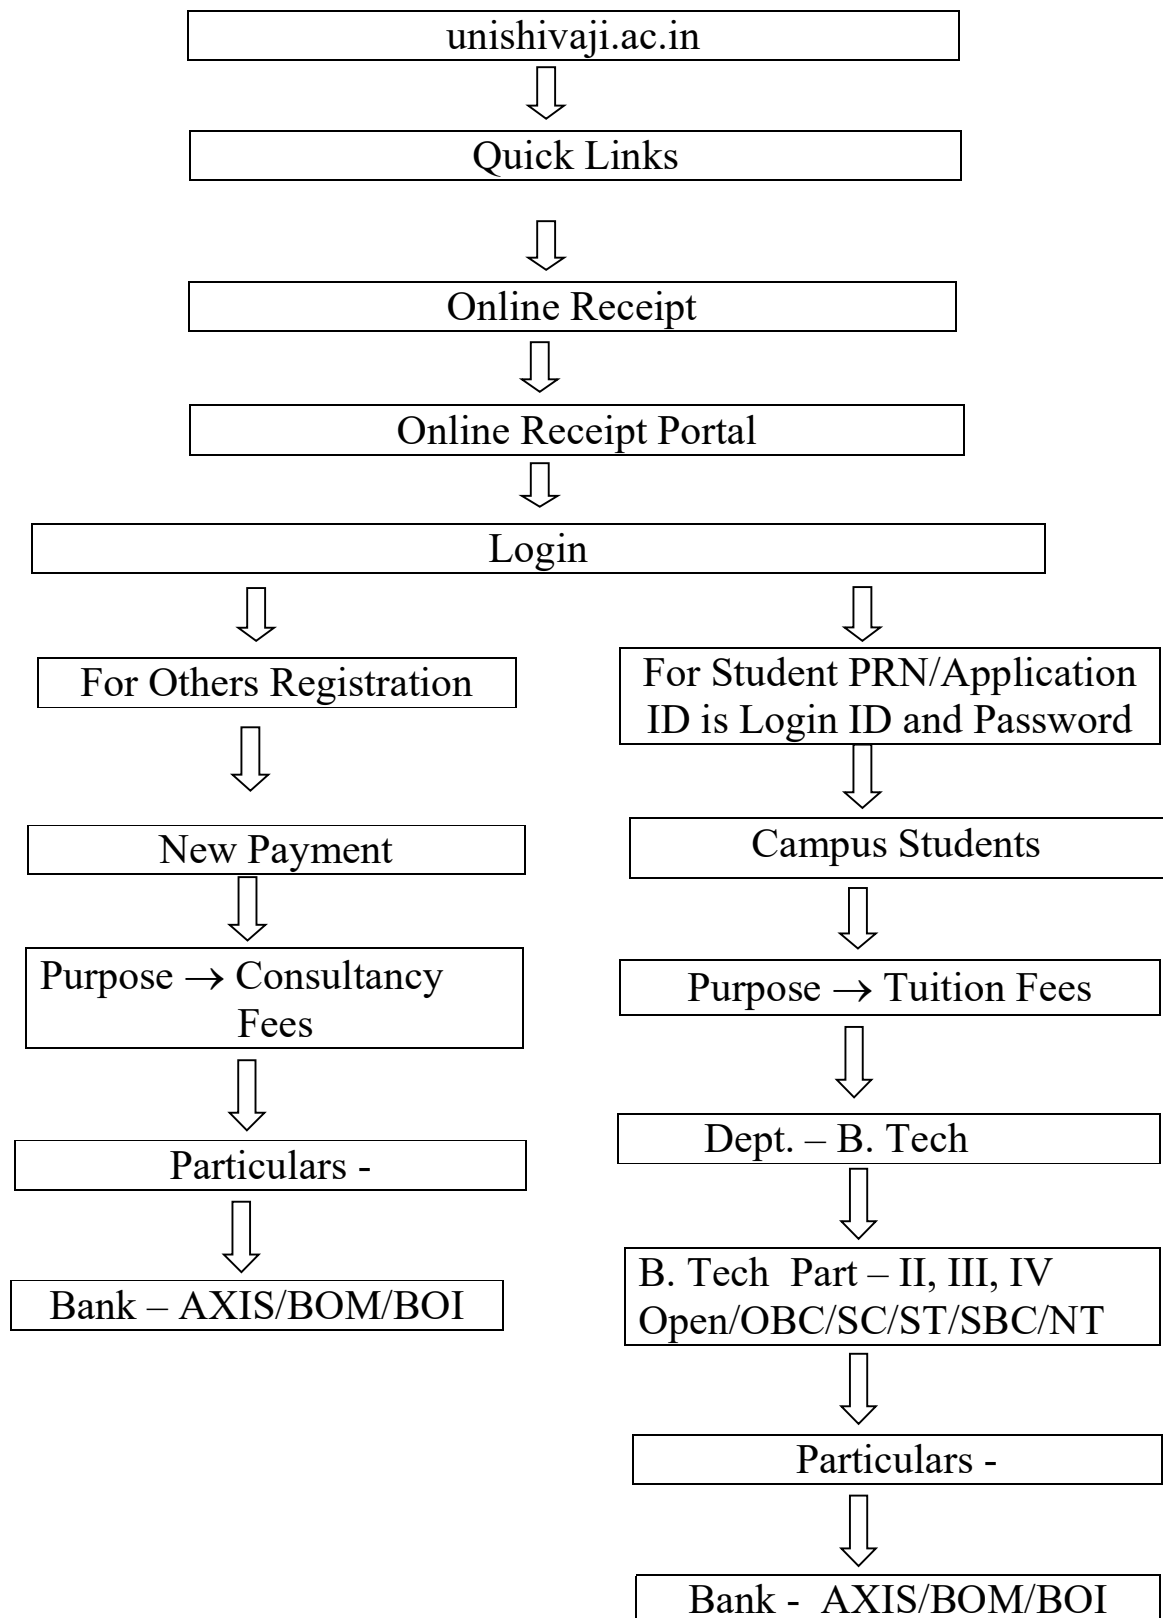 unishivaji.ac.in
Quick Links
Online Receipt
Online Receipt Portal
Login
For Others Registration
New Payment
Purpose → Consultancy
Fees
Particulars -
Bank – AXIS/BOM/BOI
For Student PRN/Application
ID is Login ID and Password
Campus Students
Purpose → Tuition Fees
Dept. – B. Tech
B. Tech  Part – II, III, IV
Open/OBC/SC/ST/SBC/NT
Particulars -
Bank -  AXIS/BOM/BOI